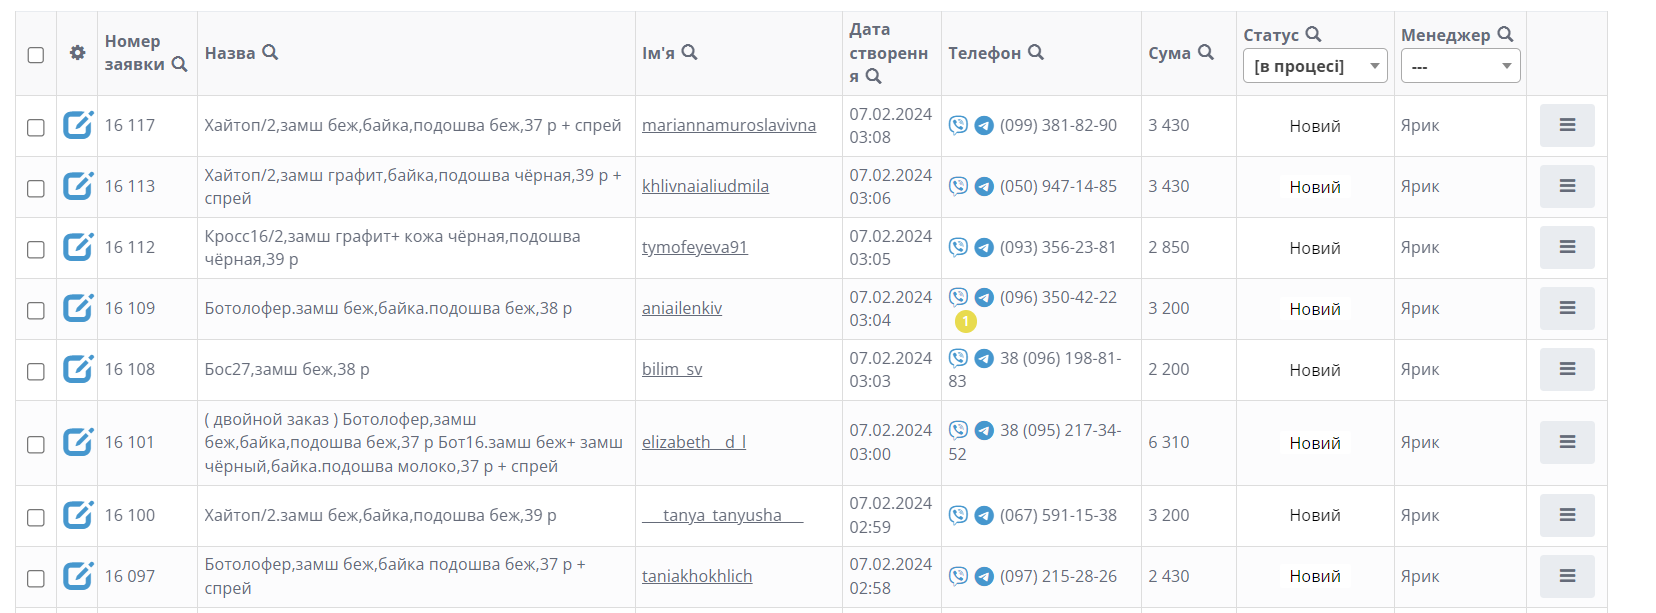 Номер заявки
Назва
Ім'я
Дата створення
Телефон
Сума
Статус
[в процесі]
Менеджер
---
16 117
Хайтоп/2,замш беж,байка,подошва беж,37 р + спрей
mariannamuroslavivna
07.02.2024
03:08
(099) 381-82-90
3 430
Новий
Ярик
16 113
Хайтоп/2,замш графит,байка,подошва чёрная,39 р +
спрей
khlivnaialiudmila
07.02.2024
03:06
(050) 947-14-85
3 430
Новий
Ярик
16 112
Кросс16/2,замш графит+ кожа чёрная,подошва
чёрная,39 р
tymofeyeva91
07.02.2024
03:05
(093) 356-23-81
2 850
Новий
Ярик
16 109
Ботолофер.замш беж,байка.подошва беж,38 р
aniailenkiv
07.02.2024
03:04
(096) 350-42-22
1
3 200
Новий
Ярик
16 108
Бос27,замш беж,38 р
bilim_sv
07.02.2024
03:03
38 (096) 198-81-
83
2 200
Новий
Ярик
16 101
( двойной заказ ) Ботолофер,замш
беж,байка,подошва беж,37 р Бот16.замш беж+ замш
чёрный,байка.подошва молоко,37 р + спрей
elizabeth__d_l
07.02.2024
03:00
38 (095) 217-34-
52
6 310
Новий
Ярик
16 100
Хайтоп/2.замш беж,байка,подошва беж,39 р
___tanya_tanyusha___
07.02.2024
02:59
(067) 591-15-38
3 200
Новий
Ярик
16 097
Ботолофер,замш беж,байка подошва беж,37 р +
спрей
taniakhokhlich
07.02.2024
02:58
(097) 215-28-26
2 430
Новий
Ярик